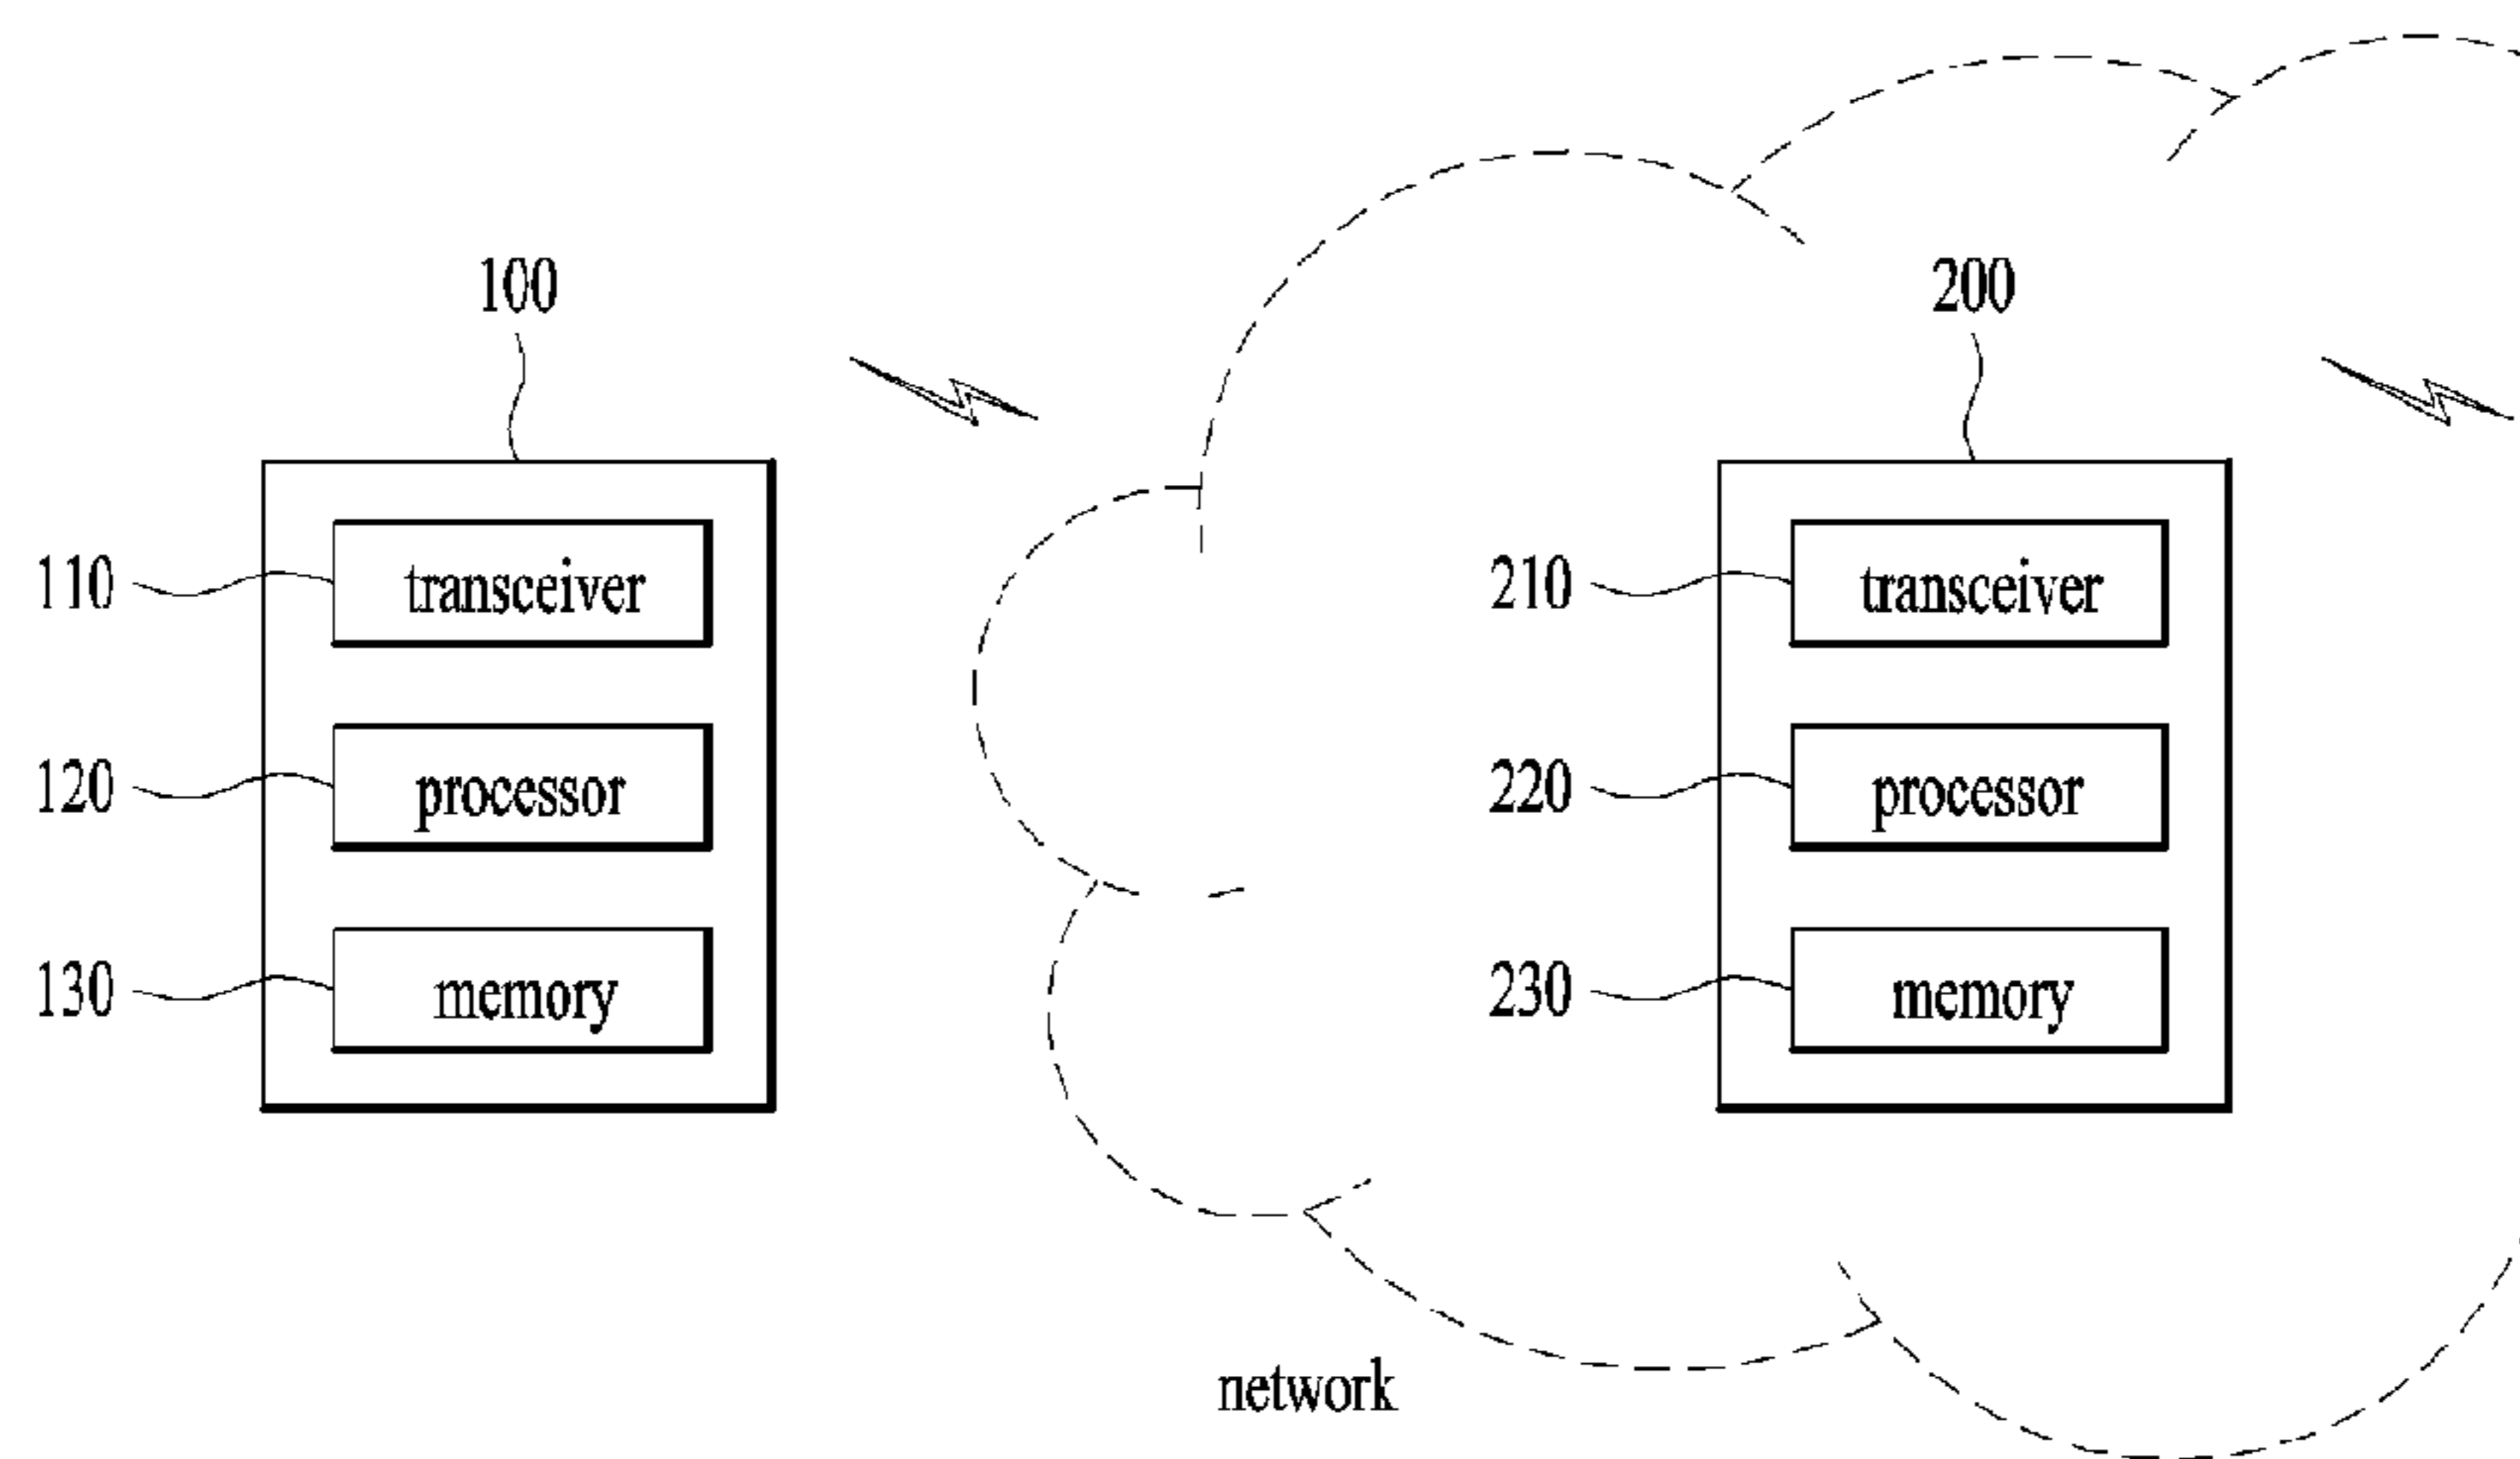 100
200
110 transceiver
210 transceiver
120 processor
220 processor
130 memory
230 memory
network